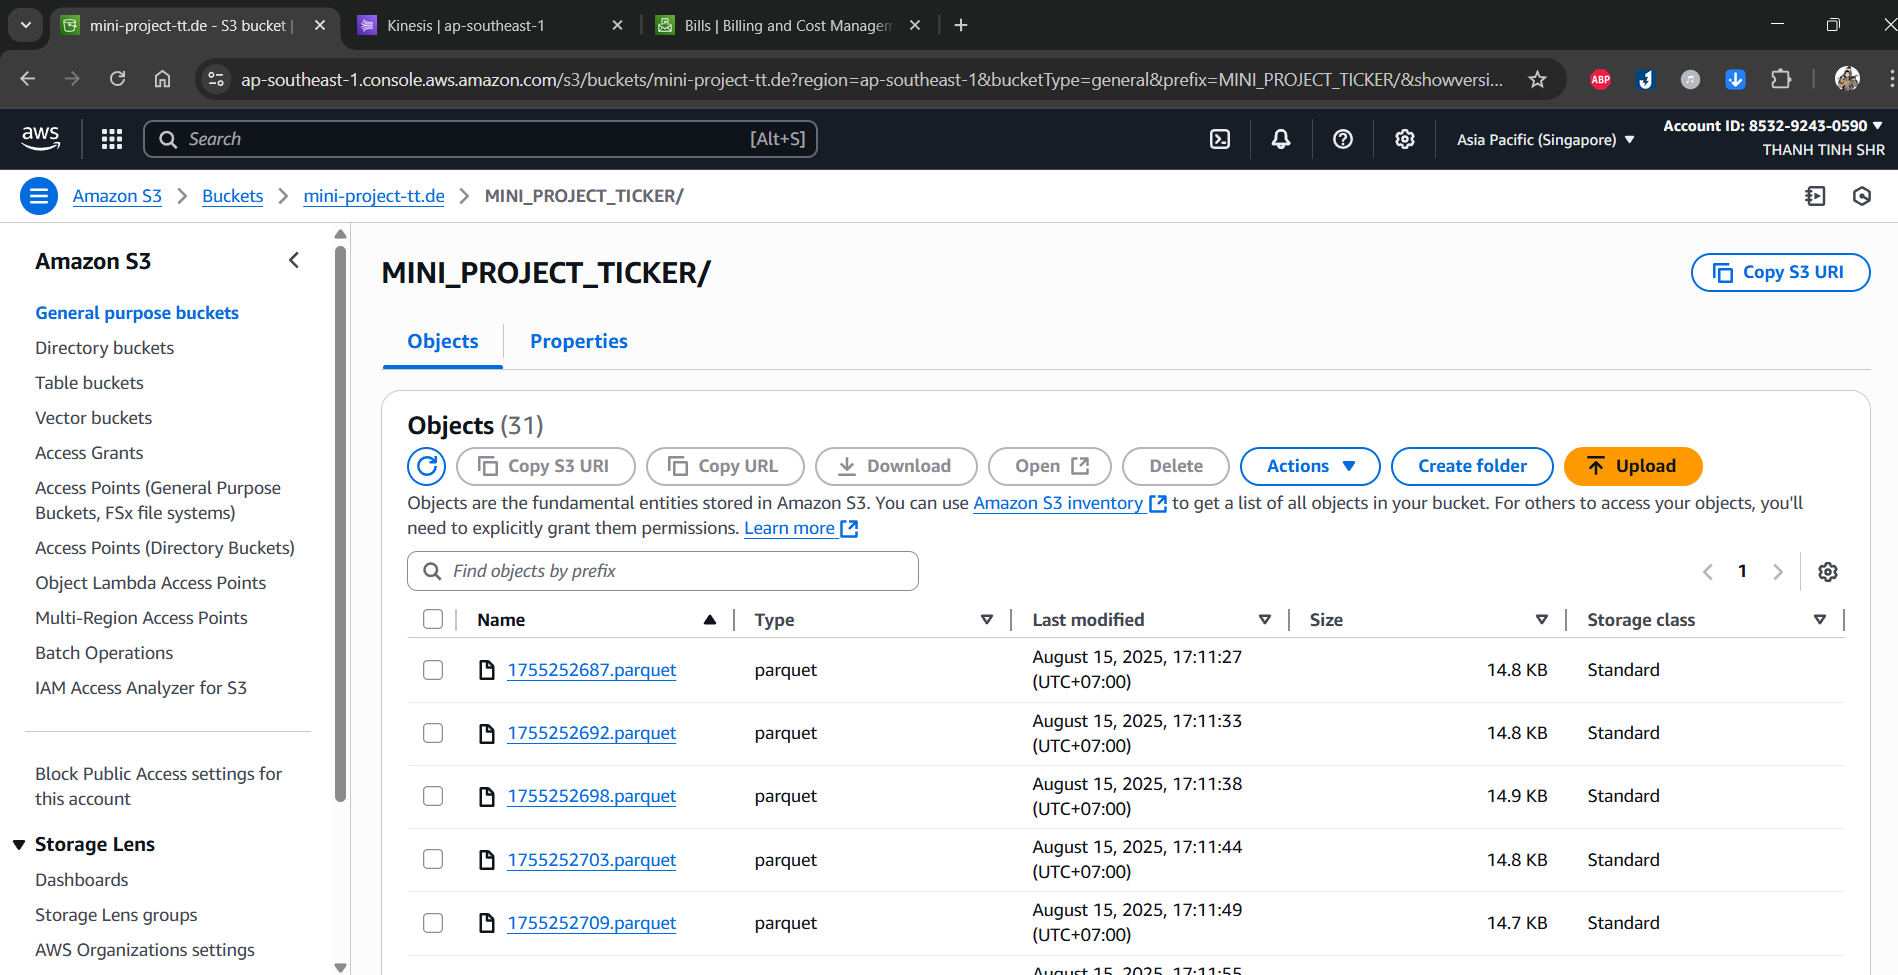 mini-project-tt.de - S3 bucket |
Kinesis | ap-southeast-1
Bills | Billing and Cost Managem
ap-southeast-1.console.aws.amazon.com/s3/buckets/mini-project-tt.de?region=ap-southeast-1&bucketType=general&prefix=MINI_PROJECT_TICKER/&showversi...
ABP
aws
Search
[Alt+S]
Asia Pacific (Singapore)
Account ID: 8532-9243-0590
THANH TINH SHR
Amazon S3
Buckets
mini-project-tt.de
MINI_PROJECT_TICKER/
Amazon S3
General purpose buckets
Directory buckets
Table buckets
Vector buckets
Access Grants
Access Points (General Purpose
Buckets, FSx file systems)
Access Points (Directory Buckets)
Object Lambda Access Points
Multi-Region Access Points
Batch Operations
IAM Access Analyzer for S3
Block Public Access settings for
this account
Storage Lens
Dashboards
Storage Lens groups
AWS Organizations settings
MINI_PROJECT_TICKER/
Copy S3 URI
Objects
Properties
Objects (31)
Copy S3 URI
Copy URL
Download
Open
Delete
Actions
Create folder
Upload
Objects are the fundamental entities stored in Amazon S3. You can use Amazon S3 inventory to get a list of all objects in your bucket. For others to access your objects, you'll
need to explicitly grant them permissions. Learn more
Find objects by prefix
1
Name
Type
Last modified
Size
Storage class
1755252687.parquet
parquet
August 15, 2025, 17:11:27
(UTC+07:00)
14.8 KB
Standard
1755252692.parquet
parquet
August 15, 2025, 17:11:33
(UTC+07:00)
14.8 KB
Standard
1755252698.parquet
parquet
August 15, 2025, 17:11:38
(UTC+07:00)
14.9 KB
Standard
1755252703.parquet
parquet
August 15, 2025, 17:11:44
(UTC+07:00)
14.8 KB
Standard
1755252709.parquet
parquet
August 15, 2025, 17:11:49
(UTC+07:00)
14.7 KB
Standard
August 15, 2025, 17:11:55